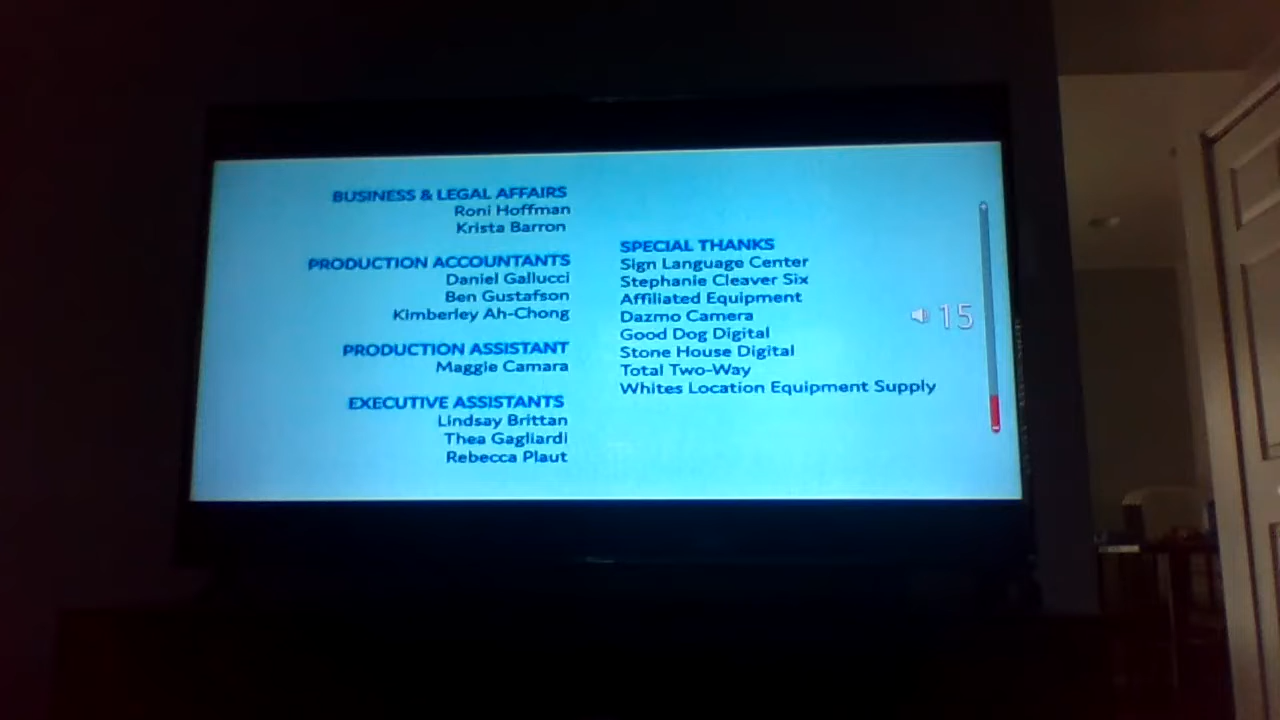 BUSINESS & LEGAL AFFAIRS
Roni Hoffman
Krista Barron
PRODUCTION ACCOUNTANTS
Daniel Gallucci
Ben Gustafson
Kimberley Ah-Chong
PRODUCTION ASSISTANT
Maggie Camara
EXECUTIVE ASSISTANTS
Lindsay Brittan
Thea Gagliardi
Rebecca Plaut
SPECIAL THANKS
Sign Language Center
Stephanie Cleaver Six
Affiliated Equipment
Dazmo Camera
Good Dog Digital
Stone House Digital
Total Two-Way
Whites Location Equipment Supply
15